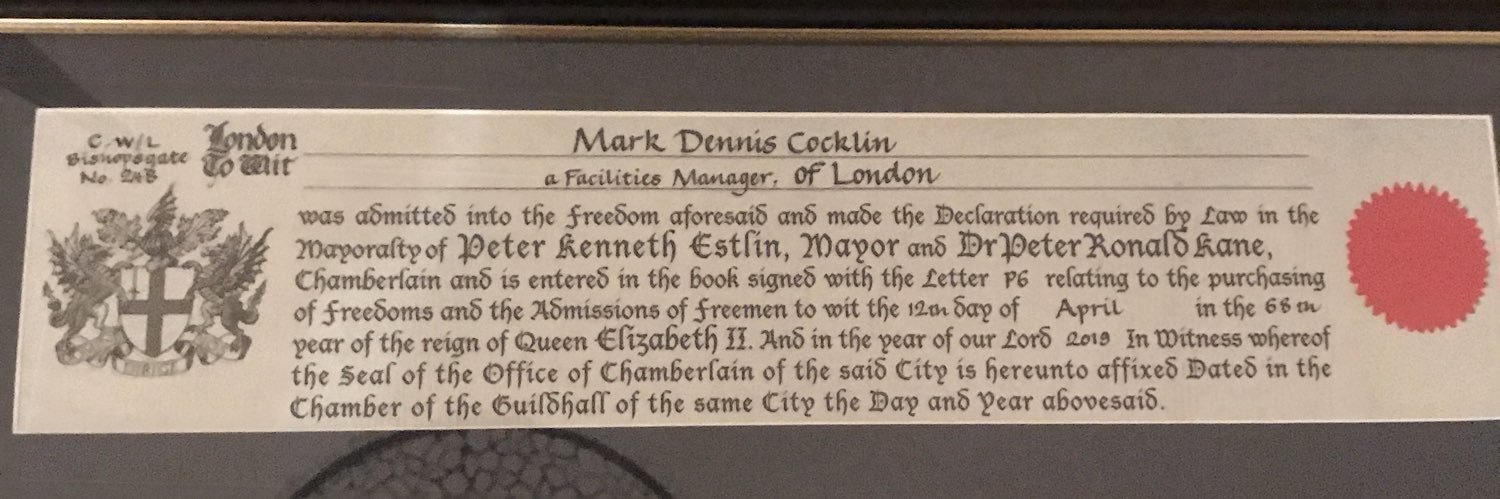 C. W/L
Bishopsgate
No. 24B
London
To Wit
Mark Dennis Cocklin
a Facilities Manager, of London
was admitted into the Freedom aforesaid and made the Declaration required by Law in the
Mayoralty of Peter Kenneth Estlin, Mayor and Dr Peter Ronald Kane,
Chamberlain and is entered in the book signed with the Letter P6 relating to the purchasing
of Freedoms and the Admissions of Freemen to wit the 12th day of April in the 68th
year of the reign of Queen Elizabeth II. And in the year of our Lord 2019 In Witness whereof
the Seal of the Office of Chamberlain of the said City is hereunto affixed Dated in the
Chamber of the Guildhall of the same City the Day and Year abovesaid.